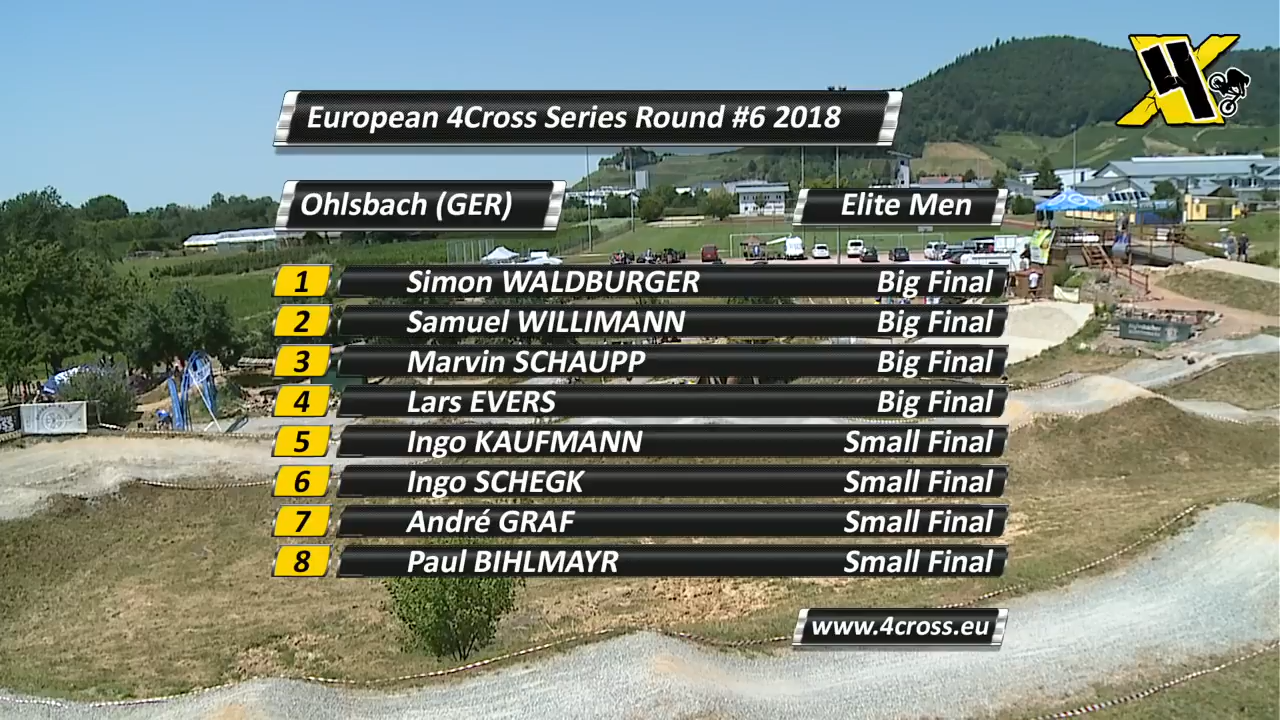 4X
European 4Cross Series Round #6 2018
Ohlsbach (GER)
Elite Men
1 Simon WALDBURGER Big Final
2 Samuel WILLIMANN Big Final
3 Marvin SCHAUPP Big Final
4 Lars EVERS Big Final
5 Ingo KAUFMANN Small Final
6 Ingo SCHEGK Small Final
7 André GRAF Small Final
8 Paul BIHLMAYR Small Final
www.4cross.eu